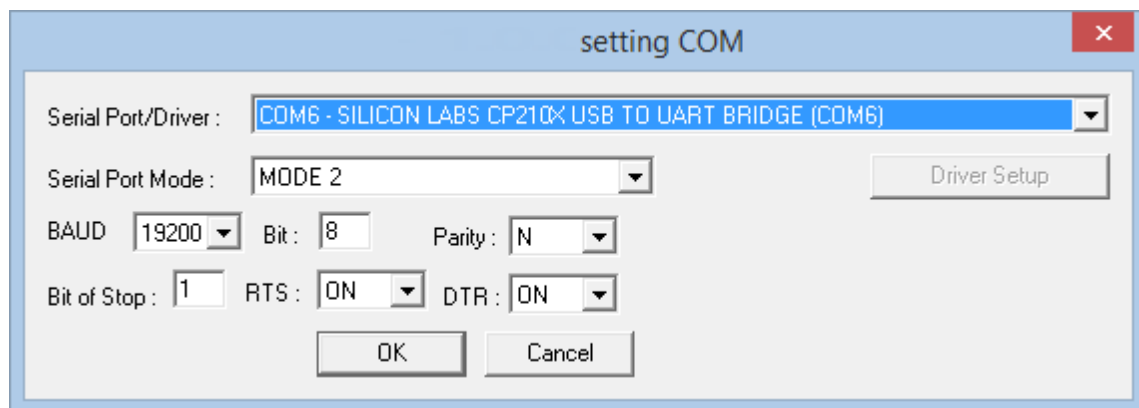 setting COM
Serial Port/Driver : COM6 - SILICON LABS CP210X USB TO UART BRIDGE (COM6)
Serial Port Mode : MODE 2 Driver Setup
BAUD 19200 Bit : 8 Parity : N
Bit of Stop : 1 RTS : ON DTR : ON
OK Cancel